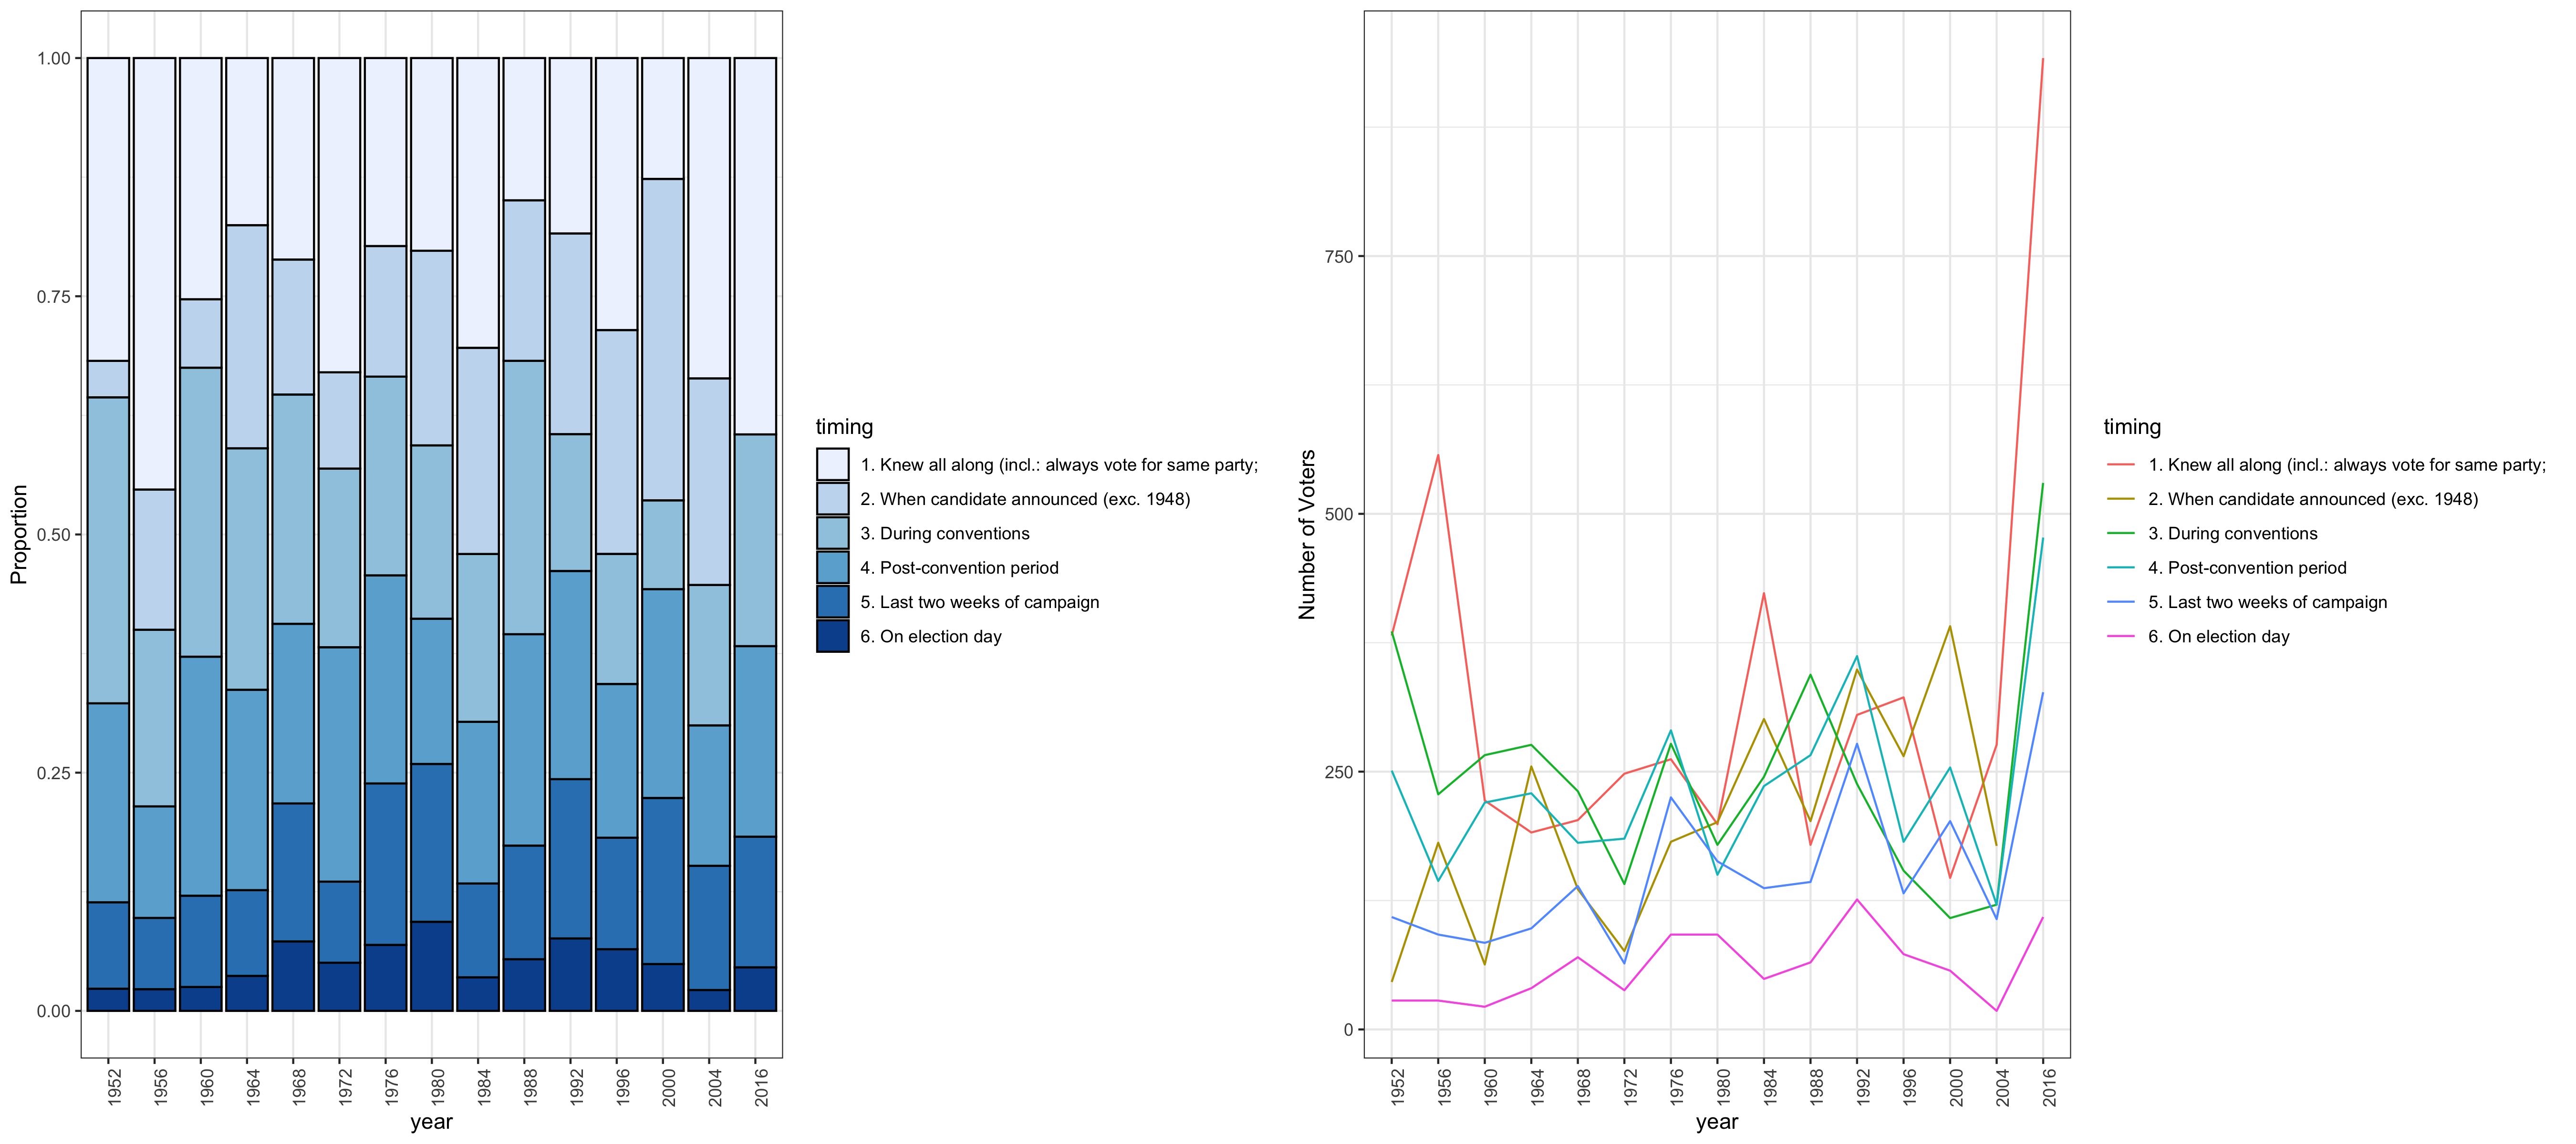 1.00
0.75
0.50
0.25
0.00
Proportion
1952
1956
1960
1964
1968
1972
1976
1980
1984
1988
1992
1996
2000
2004
2016
year
timing
1. Knew all along (incl.: always vote for same party;
2. When candidate announced (exc. 1948)
3. During conventions
4. Post-convention period
5. Last two weeks of campaign
6. On election day
750
500
250
0
Number of Voters
1952
1956
1960
1964
1968
1972
1976
1980
1984
1988
1992
1996
2000
2004
2016
year
timing
1. Knew all along (incl.: always vote for same party;
2. When candidate announced (exc. 1948)
3. During conventions
4. Post-convention period
5. Last two weeks of campaign
6. On election day